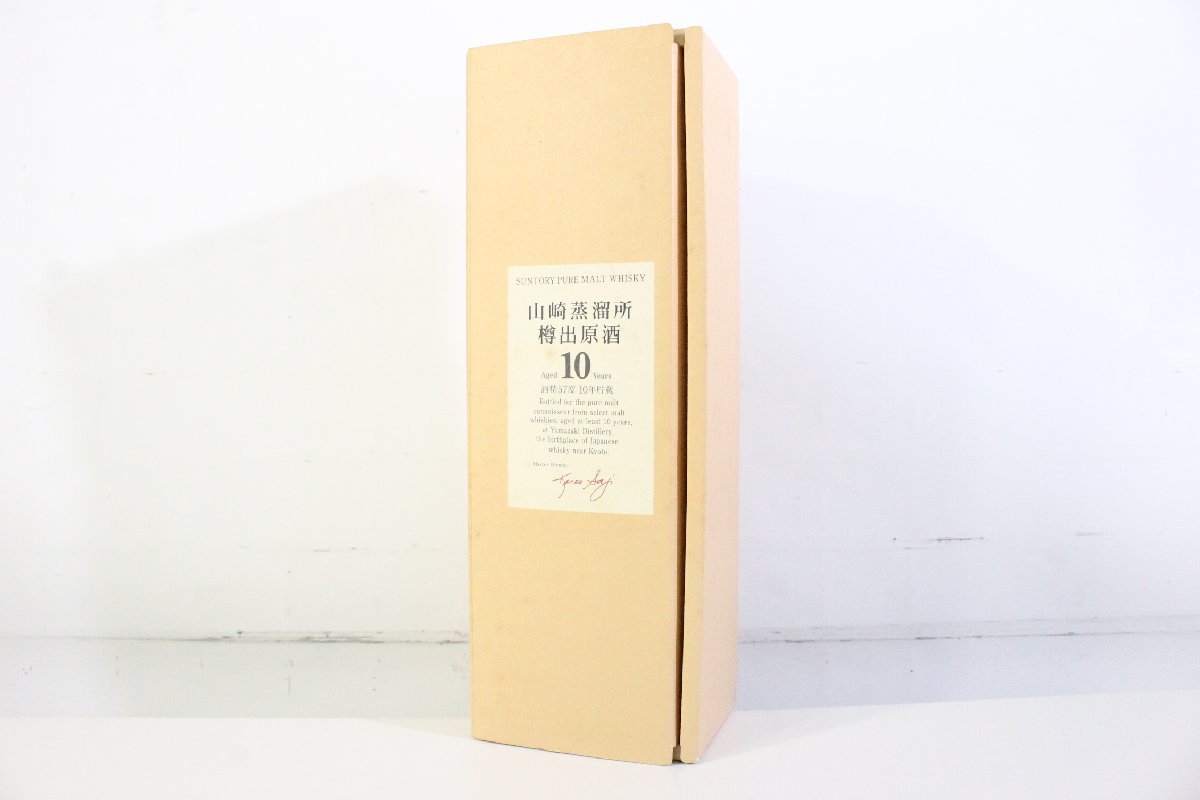 SUNTORY PURE MALT WHISKY
山崎蒸溜所
樽出原酒
Aged 10 Years
酒精57度 10年貯蔵
Bottled for the pure malt
connoisseur from select malt
whiskies, aged at least 10 years,
at Yamazaki Distillery,
the birthplace of Japanese
whisky near Kyoto.
Keizo Saji